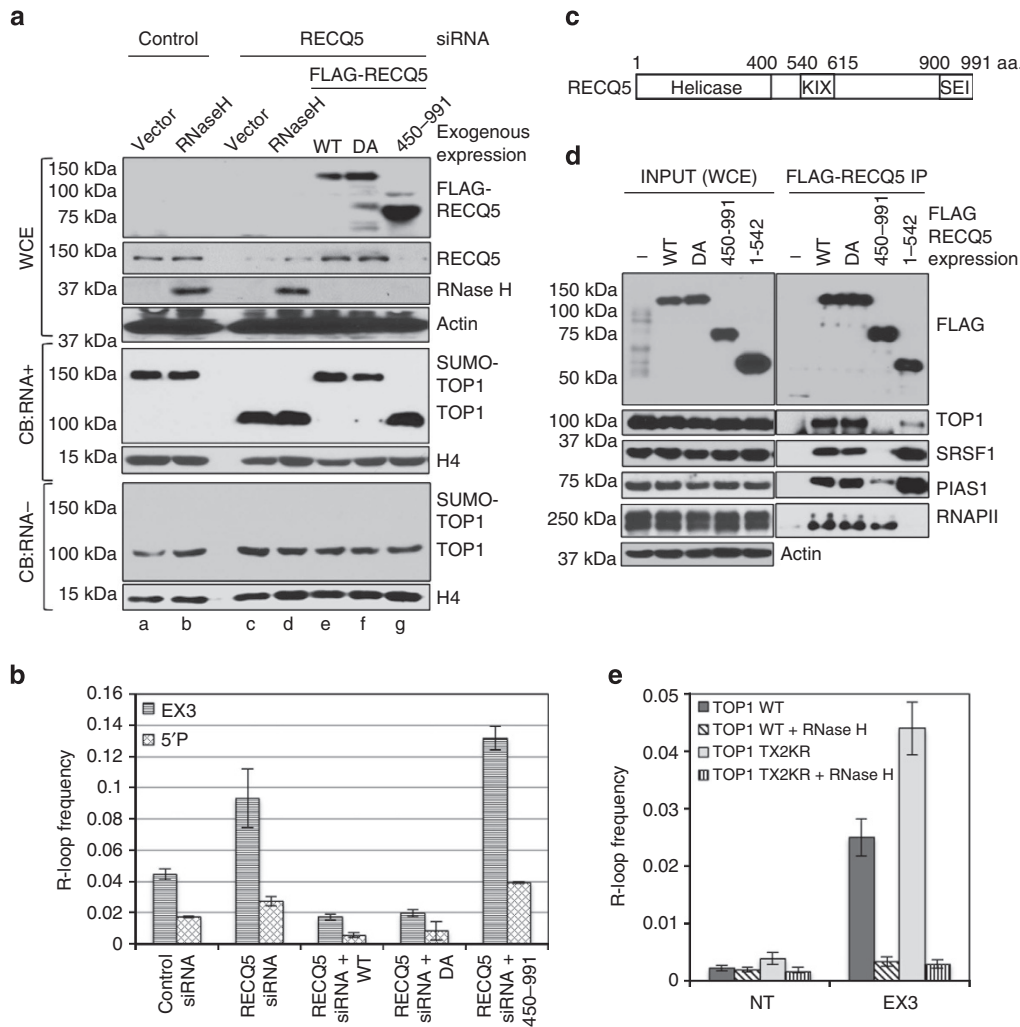 a
Control RECQ5 siRNA
FLAG-RECQ5
Vector RNaseH Vector RNaseH WT DA 450–991 Exogenous expression
WCE
150 kDa
100 kDa
75 kDa
FLAG-
RECQ5
150 kDa RECQ5
37 kDa RNase H
Actin
37 kDa
CB:RNA+
150 kDa SUMO-
TOP1
100 kDa TOP1
15 kDa H4
CB:RNA–
150 kDa SUMO-
TOP1
100 kDa TOP1
15 kDa H4
a b c d e f g
b
R-loop frequency
0.16
0.14
0.12
0.1
0.08
0.06
0.04
0.02
0
EX3
5′P
Control siRNA
RECQ5 siRNA
RECQ5 siRNA + WT
RECQ5 siRNA + DA
RECQ5 siRNA + 450–991
c
1 400 540 615 900 991 aa.
RECQ5 Helicase KIX SEI
d
INPUT (WCE) FLAG-RECQ5 IP
– WT DA 450-991 1-542 – WT DA 450–991 1–542
FLAG
RECQ5
expression
150 kDa
100 kDa
75 kDa
50 kDa
FLAG
100 kDa TOP1
37 kDa SRSF1
75 kDa PIAS1
250 kDa RNAPII
37 kDa Actin
e
R-loop frequency
0.05
0.04
0.03
0.02
0.01
0
TOP1 WT
TOP1 WT + RNase H
TOP1 TX2KR
TOP1 TX2KR + RNase H
NT EX3